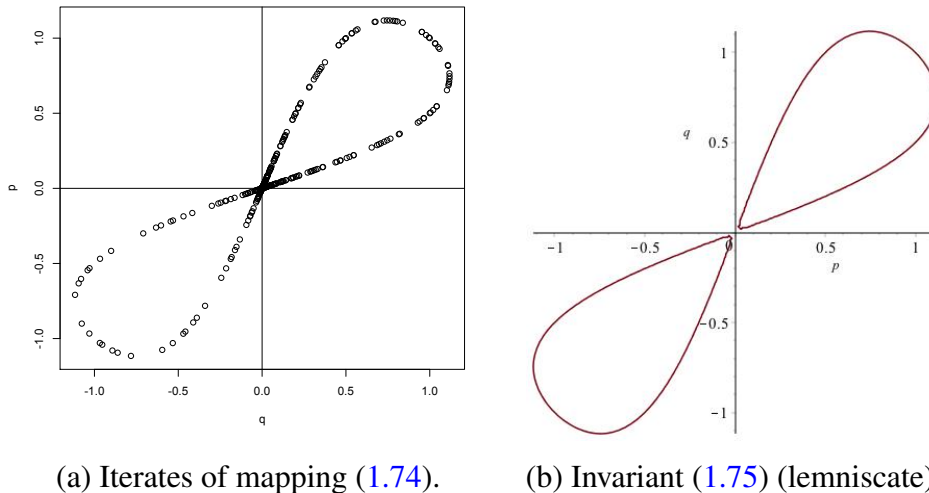 1.0
0.5
0.0
-0.5
-1.0
p
-1.0 -0.5 0.0 0.5 1.0
q
1
0.5
q
-1 -0.5 0 0.5 1
p
-0.5
-1
(a) Iterates of mapping (1.74).
(b) Invariant (1.75) (lemniscate)